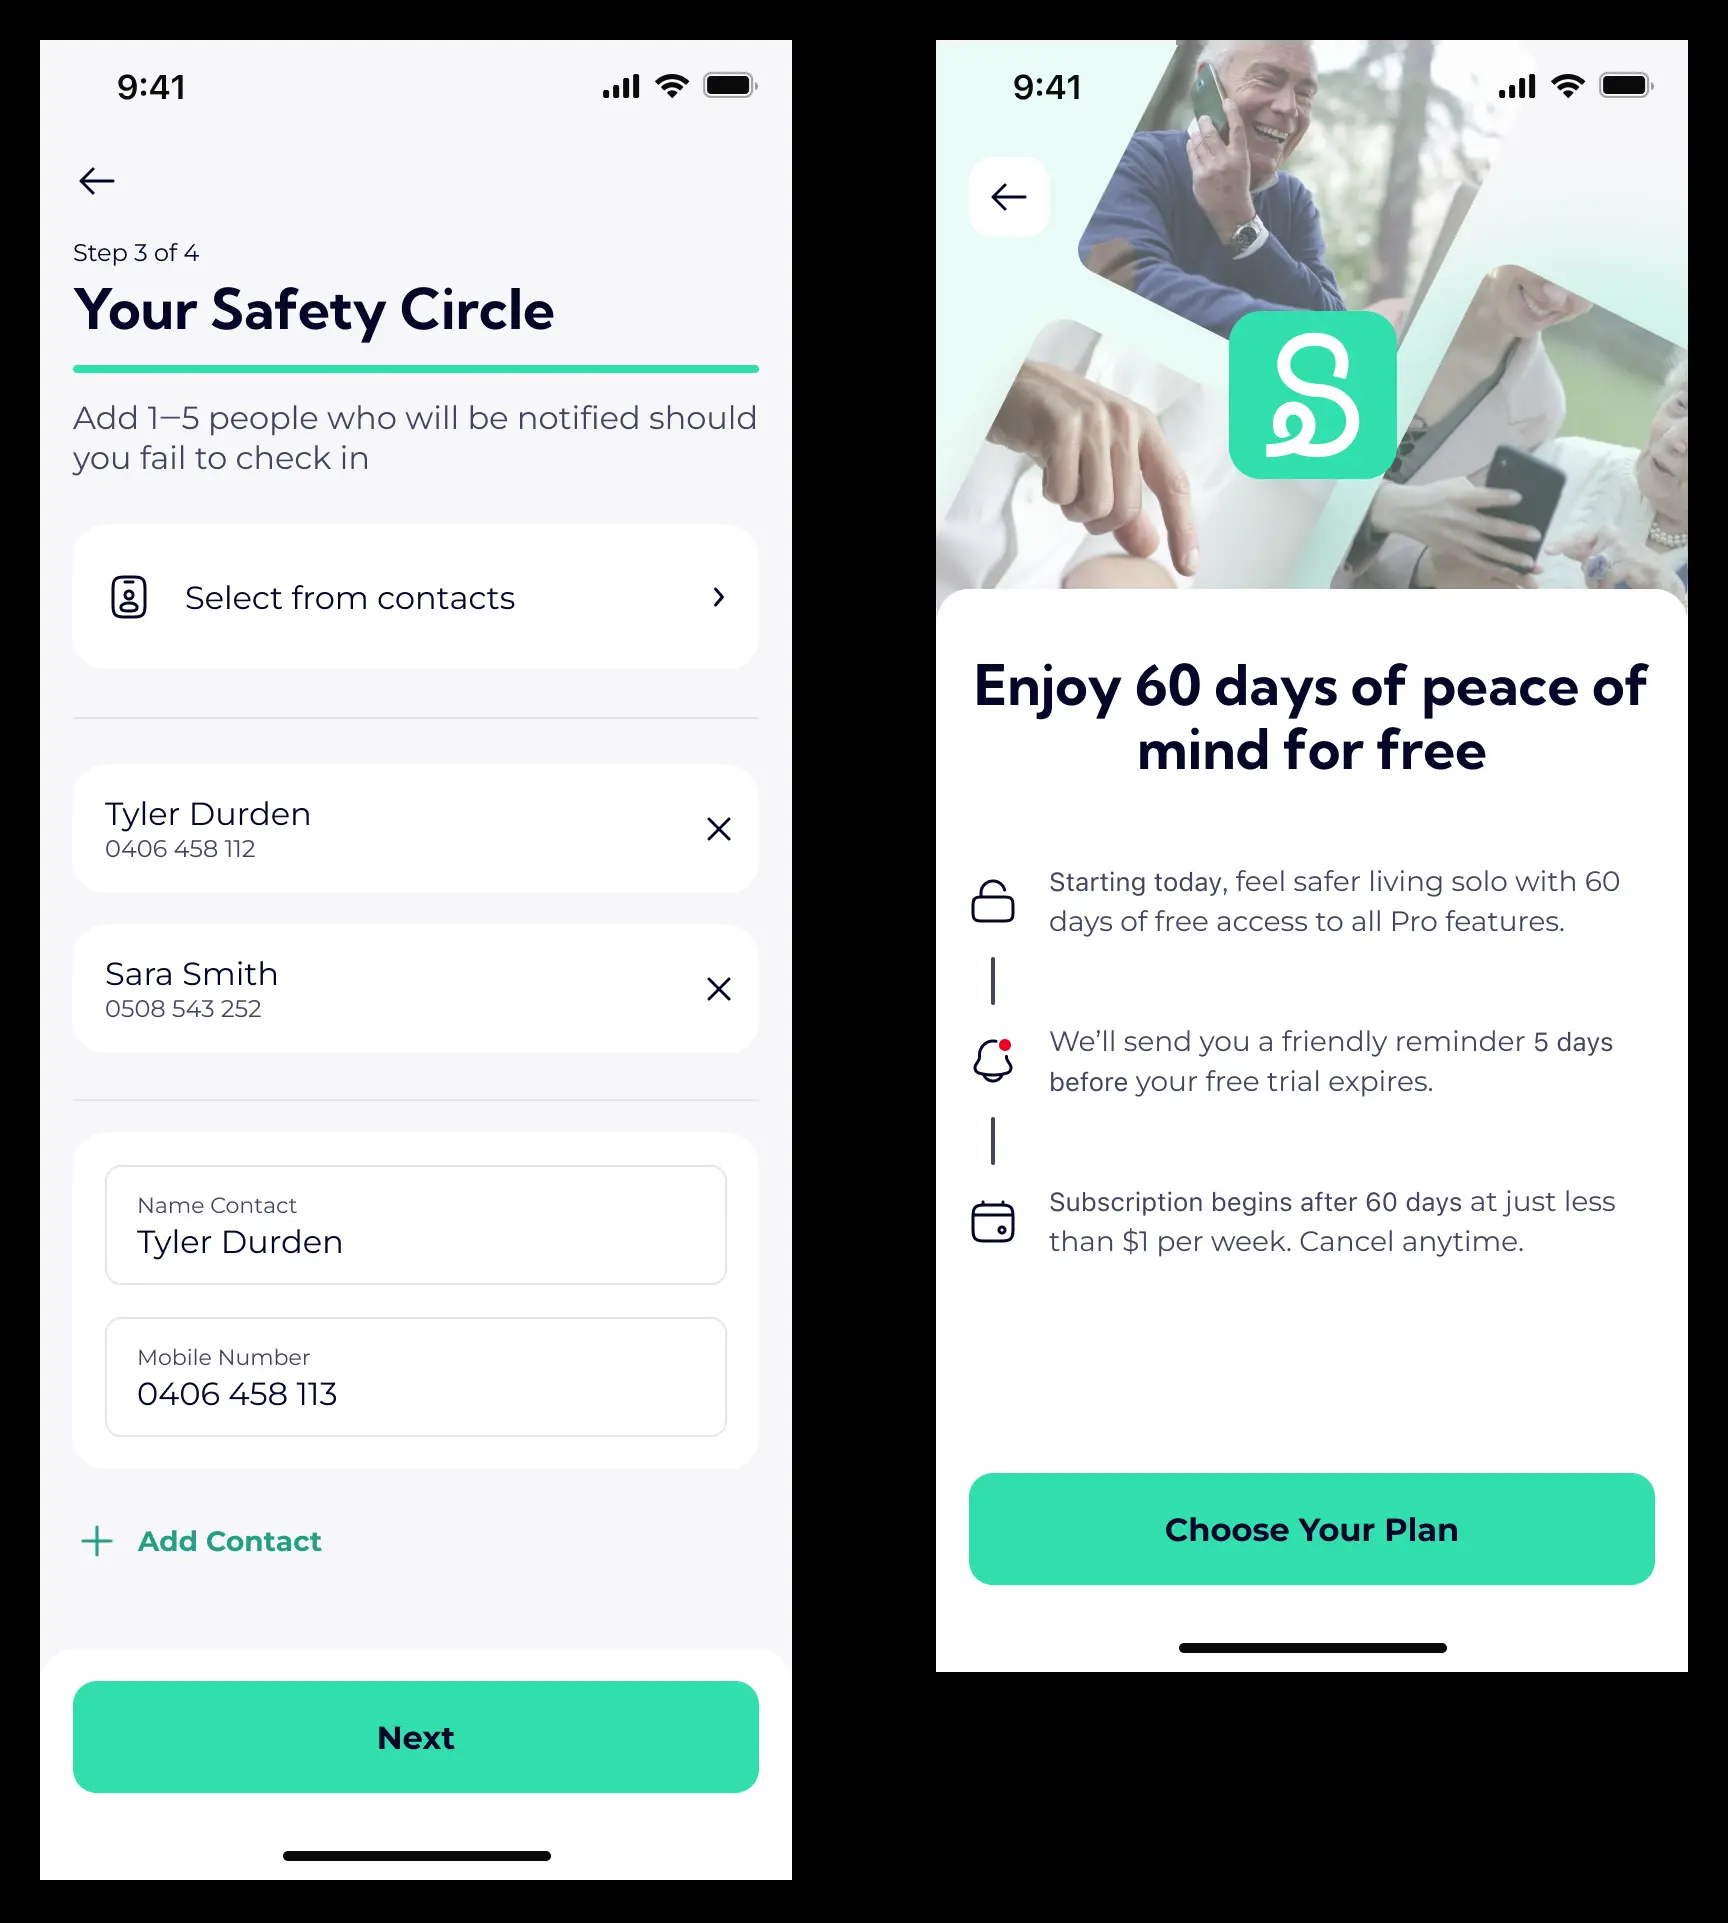 9:41
Step 3 of 4
Your Safety Circle
Add 1–5 people who will be notified should
you fail to check in
Select from contacts
Tyler Durden
0406 458 112
Sara Smith
0508 543 252
Name Contact
Tyler Durden
Mobile Number
0406 458 113
Add Contact
Next
9:41
S
Enjoy 60 days of peace of
mind for free
Starting today, feel safer living solo with 60
days of free access to all Pro features.
We’ll send you a friendly reminder 5 days
before your free trial expires.
Subscription begins after 60 days at just less
than $1 per week. Cancel anytime.
Choose Your Plan